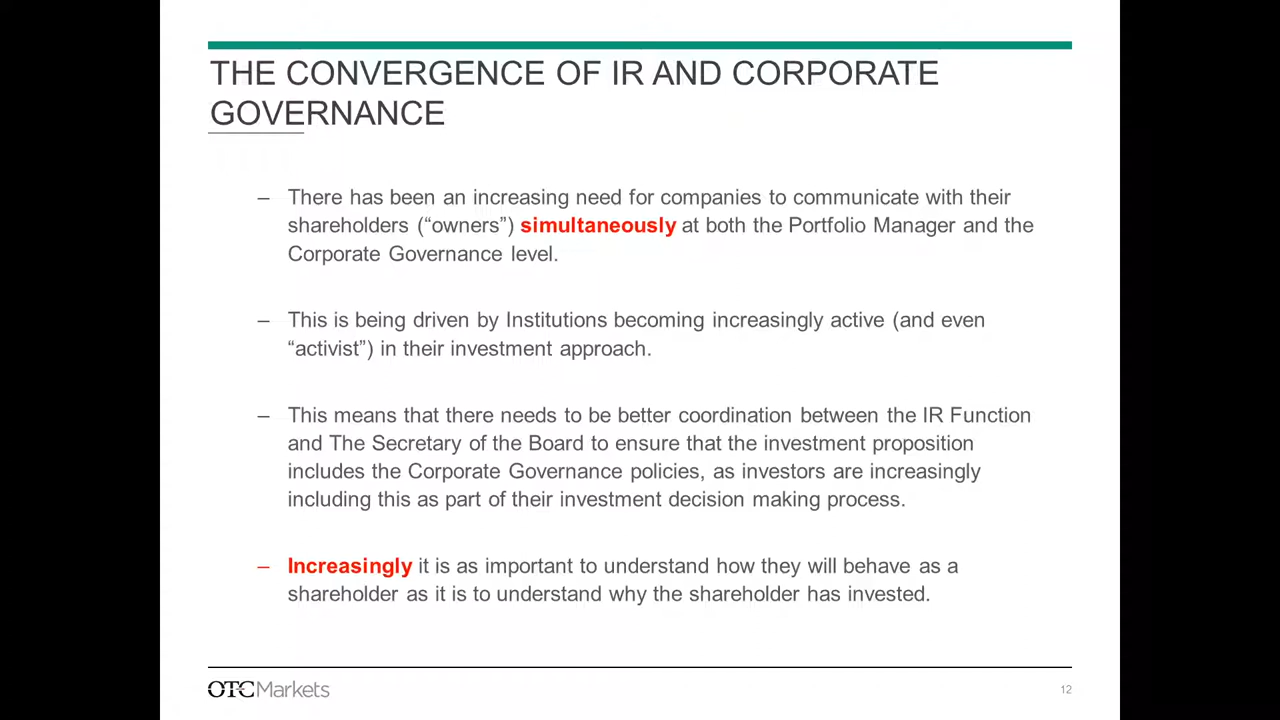 THE CONVERGENCE OF IR AND CORPORATE
GOVERNANCE
– There has been an increasing need for companies to communicate with their
shareholders (“owners”) simultaneously at both the Portfolio Manager and the
Corporate Governance level.
– This is being driven by Institutions becoming increasingly active (and even
“activist”) in their investment approach.
– This means that there needs to be better coordination between the IR Function
and The Secretary of the Board to ensure that the investment proposition
includes the Corporate Governance policies, as investors are increasingly
including this as part of their investment decision making process.
– Increasingly it is as important to understand how they will behave as a
shareholder as it is to understand why the shareholder has invested.
OTC Markets
12